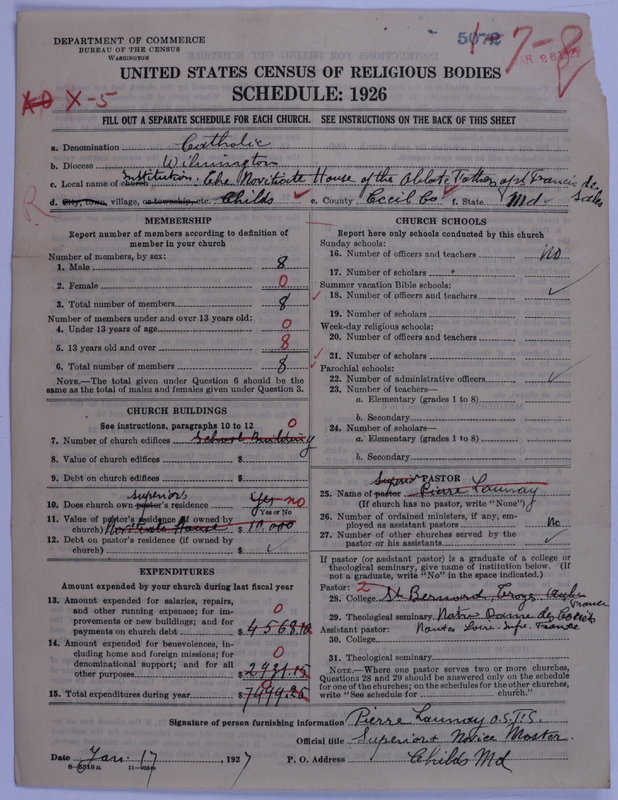 DEPARTMENT OF COMMERCE
BUREAU OF THE CENSUS
WASHINGTON
5072
7-8
X-5
UNITED STATES CENSUS OF RELIGIOUS BODIES
SCHEDULE: 1926
FILL OUT A SEPARATE SCHEDULE FOR EACH CHURCH. SEE INSTRUCTIONS ON THE BACK OF THIS SHEET
a. Denomination Catholic
b. Diocese Wilmington
c. Local name of church Institution. The Novitiate House of the Oblate Fathers of St Francis de Sales
d. City, town, village, or township, etc. Childs e. County Cecil Co f. State Md
R
MEMBERSHIP
Report number of members according to definition of
member in your church
Number of members, by sex:
1. Male 8
2. Female 0
3. Total number of members 8
Number of members under and over 13 years old:
4. Under 13 years of age 0
5. 13 years old and over 8
6. Total number of members 8
NOTE.—The total given under Question 6 should be the
same as the total of males and females given under Question 3.
CHURCH BUILDINGS
See instructions, paragraphs 10 to 12
7. Number of church edifices School Building 0
8. Value of church edifices $
9. Debt on church edifices $
10. Does church own pastor's superiors residence Yes no
Yes or No
11. Value of pastor's residence (if owned by
church) Novitiate House $ 10,000
12. Debt on pastor's residence (if owned by
church) $
EXPENDITURES
Amount expended by your church during last fiscal year
13. Amount expended for salaries, repairs,
and other running expenses; for im-
provements or new buildings; and for
payments on church debt $ 4568.10 0
14. Amount expended for benevolences, in-
cluding home and foreign missions; for
denominational support; and for all
other purposes $ 2931.15 0
15. Total expenditures during year $ 7499.25 0
CHURCH SCHOOLS
Report here only schools conducted by this church
Sunday schools:
16. Number of officers and teachers No
17. Number of scholars
Summer vacation Bible schools:
18. Number of officers and teachers
19. Number of scholars
Week-day religious schools:
20. Number of officers and teachers
21. Number of scholars
Parochial schools:
22. Number of administrative officers
23. Number of teachers—
a. Elementary (grades 1 to 8)
b. Secondary
24. Number of scholars—
a. Elementary (grades 1 to 8)
b. Secondary
PASTOR
25. Name of pastor Superior Pierre Launay
(If church has no pastor, write "None")
26. Number of ordained ministers, if any, em-
ployed as assistant pastors No
27. Number of other churches served by the
pastor or his assistants
If pastor (or assistant pastor) is a graduate of a college or
theological seminary, give name of institution below. (If
not a graduate, write "No" in the space indicated.)
Pastor: 2
28. College St Bernard Troyes Aube France
29. Theological seminary Notre Dame des
Assistant pastor: Nantes Loire-Infe. France
30. College
31. Theological seminary
NOTE.—Where one pastor serves two or more churches,
Questions 28 and 29 should be answered only on the schedule
for one of the churches; on the schedules for the other churches,
write "See schedule for church."
Signature of person furnishing information Pierre Launay O.S.F.S.
Official title Superior & Novice Master.
Date Jan. 17, 1927 P. O. Address Childs Md